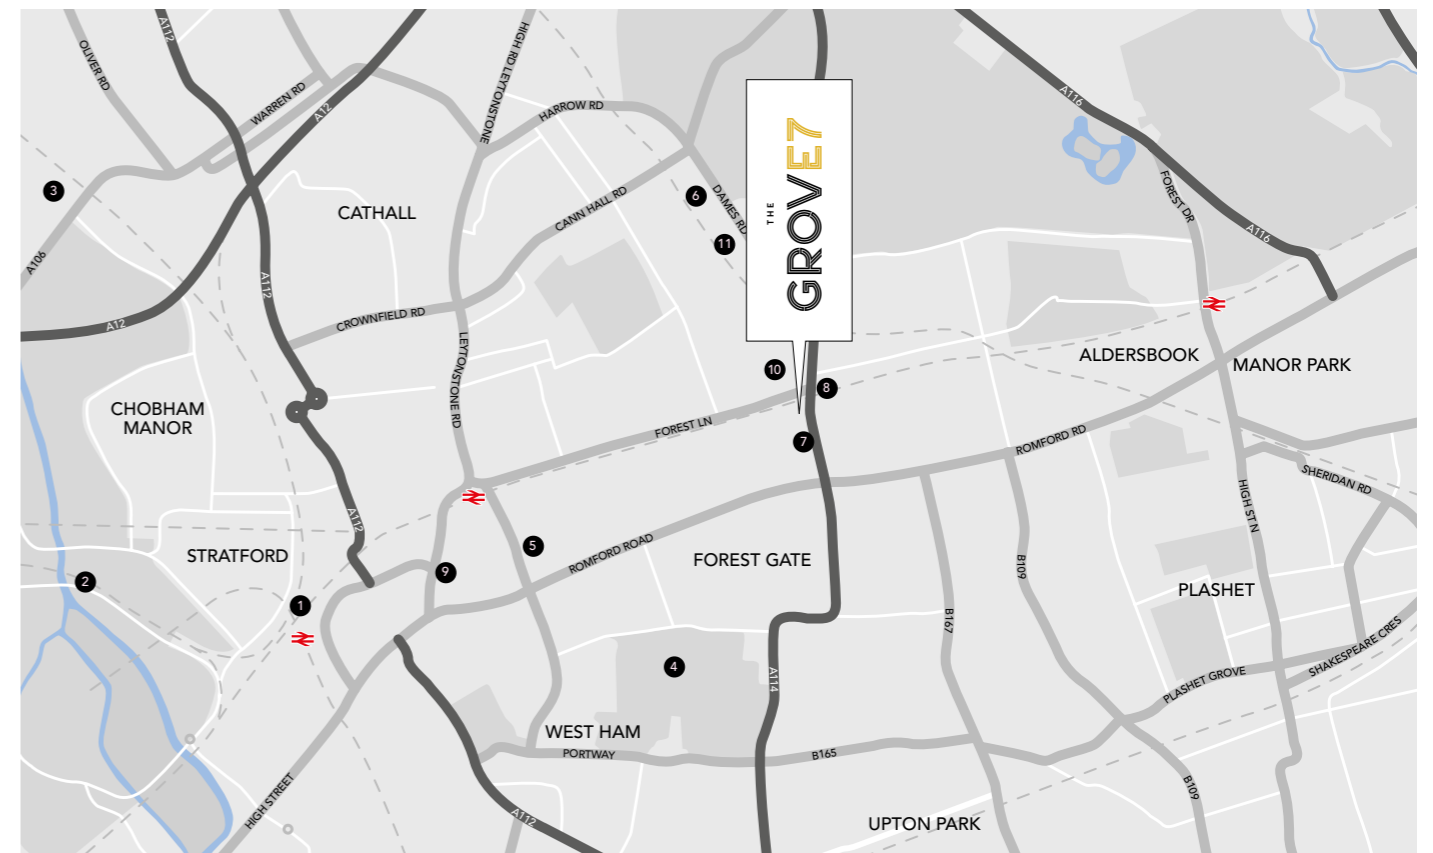 A112
OLIVER RD
HIGH RD LEYTONSTONE
WARREN RD
A12
HARROW RD
A116
THE
GROVE7
3
6
DAMES RD
CATHALL
CANN HALL RD
FOREST DR
A116
11
A106
A112
A12
CROWNFIELD RD
LEYTONSTONE RD
ALDERSBOOK
MANOR PARK
10
8
CHOBHAM
MANOR
FOREST LN
7
ROMFORD RD
SHERIDAN RD
HIGH ST N
A112
STRATFORD
5
ROMFORD ROAD
FOREST GATE
B109
9
2
1
PLASHET
B167
SHAKESPEARE CRES
4
A114
PLASHET GROVE
WEST HAM
PORTWAY
B165
B109
HIGH STREET
A112
UPTON PARK